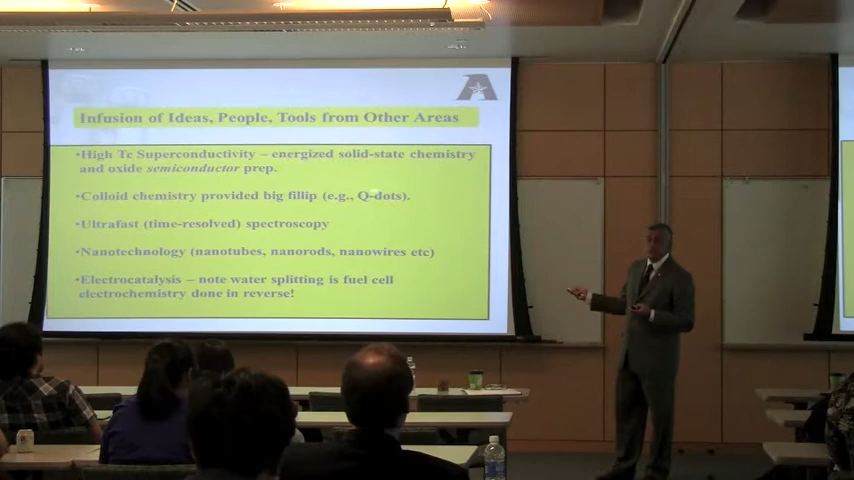 Infusion of Ideas, People, Tools from Other Areas
•High Tc Superconductivity – energized solid-state chemistry
and oxide semiconductor prep.
•Colloid chemistry provided big fillip (e.g., Q-dots).
•Ultrafast (time-resolved) spectroscopy
•Nanotechnology (nanotubes, nanorods, nanowires etc)
•Electrocatalysis – note water splitting is fuel cell
electrochemistry done in reverse!